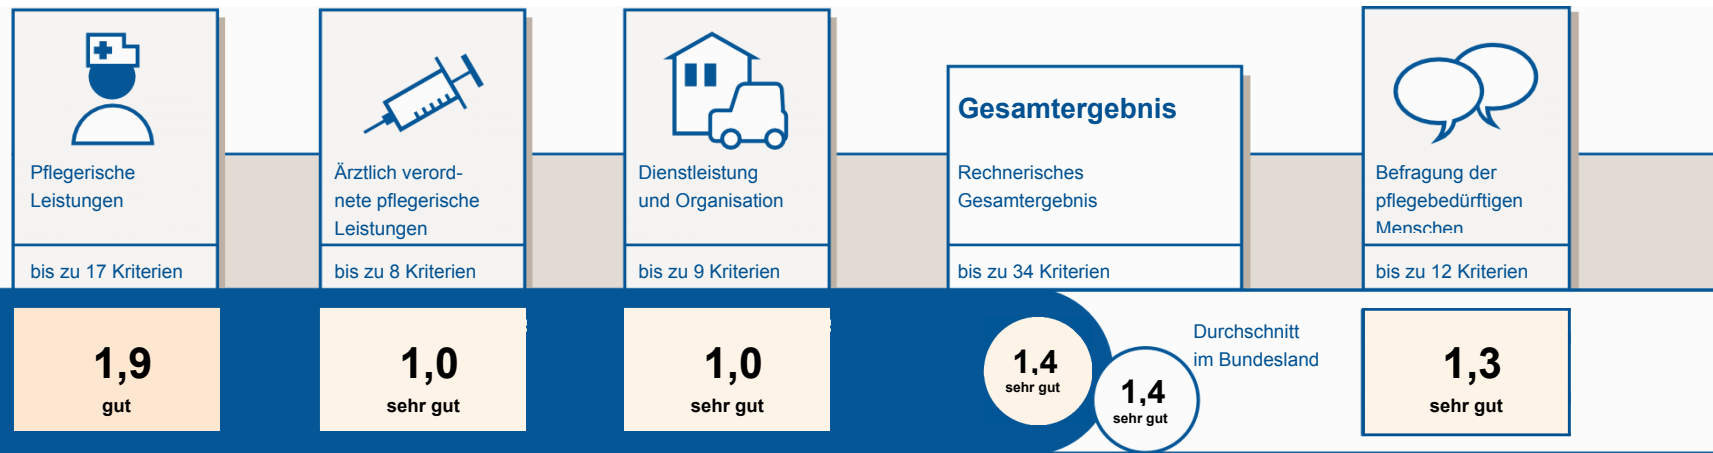 Pflegerische
Leistungen
bis zu 17 Kriterien
1,9
gut
Ärztlich verord-
nete pflegerische
Leistungen
bis zu 8 Kriterien
1,0
sehr gut
Dienstleistung
und Organisation
bis zu 9 Kriterien
1,0
sehr gut
Gesamtergebnis
Rechnerisches
Gesamtergebnis
bis zu 34 Kriterien
1,4
sehr gut
1,4
sehr gut
Durchschnitt
im Bundesland
Befragung der
pflegebedürftigen
Menschen
bis zu 12 Kriterien
1,3
sehr gut